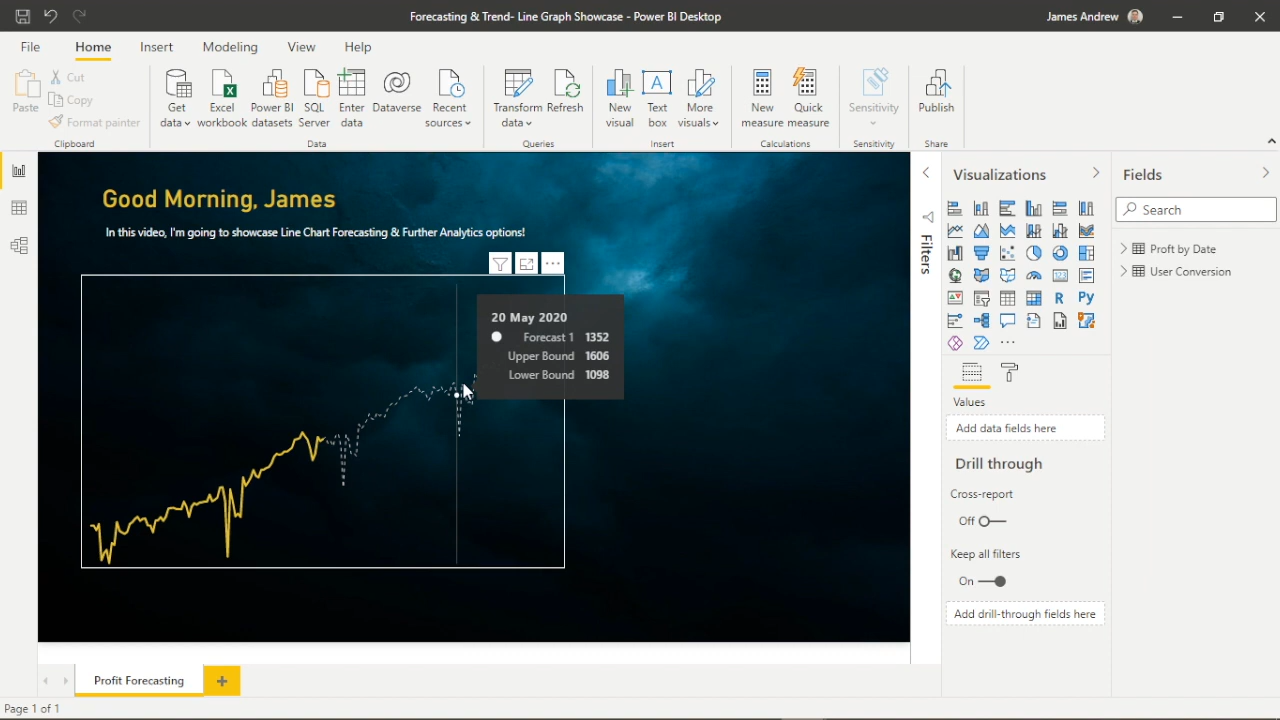 Forecasting & Trend- Line Graph Showcase - Power BI Desktop
James Andrew
File Home Insert Modeling View Help
Paste
Cut
Copy
Format painter
Clipboard
Get data
Excel workbook
Power BI datasets
SQL Server
Enter data
Dataverse
Recent sources
Data
Transform data
Refresh
Queries
New visual
Text box
More visuals
Insert
New measure
Quick measure
Calculations
Sensitivity
Sensitivity
Publish
Share
Good Morning, James
In this video, I'm going to showcase Line Chart Forecasting & Further Analytics options!
20 May 2020
Forecast 1 1352
Upper Bound 1606
Lower Bound 1098
Filters
Visualizations
R
Py
123
Values
Add data fields here
Drill through
Cross-report
Off
Keep all filters
On
Add drill-through fields here
Fields
Search
Proft by Date
User Conversion
Profit Forecasting
Page 1 of 1